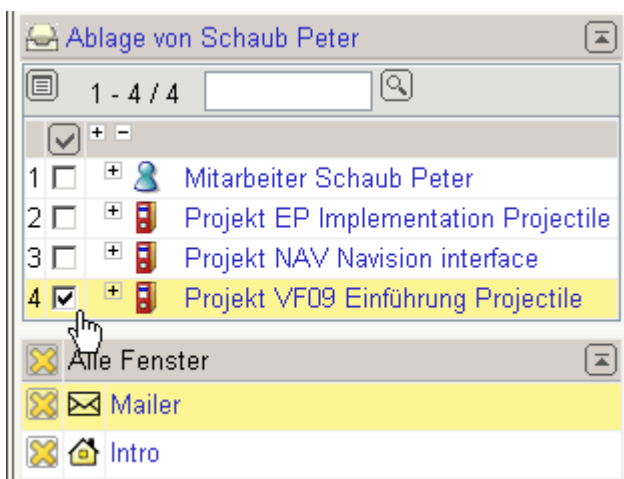 Ablage von Schaub Peter
1 - 4 / 4
1 Mitarbeiter Schaub Peter
2 Projekt EP Implementation Projectile
3 Projekt NAV Navision interface
4 Projekt VF09 Einführung Projectile
Alle Fenster
Mailer
Intro